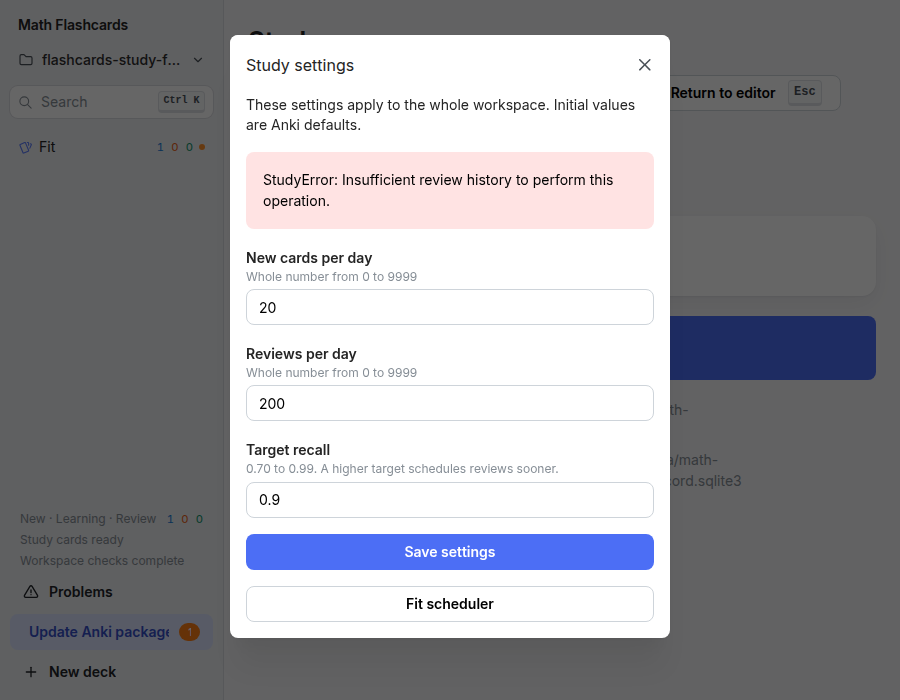 Math Flashcards
flashcards-study-f...
Search
Ctrl K
Fit
1 0 0
New · Learning · Review 1 0 0
Study cards ready
Workspace checks complete
Problems
Update Anki package
1
New deck
Return to editor
Esc
th-
a/math-
ord.sqlite3
Study settings
These settings apply to the whole workspace. Initial values
are Anki defaults.
StudyError: Insufficient review history to perform this
operation.
New cards per day
Whole number from 0 to 9999
20
Reviews per day
Whole number from 0 to 9999
200
Target recall
0.70 to 0.99. A higher target schedules reviews sooner.
0.9
Save settings
Fit scheduler